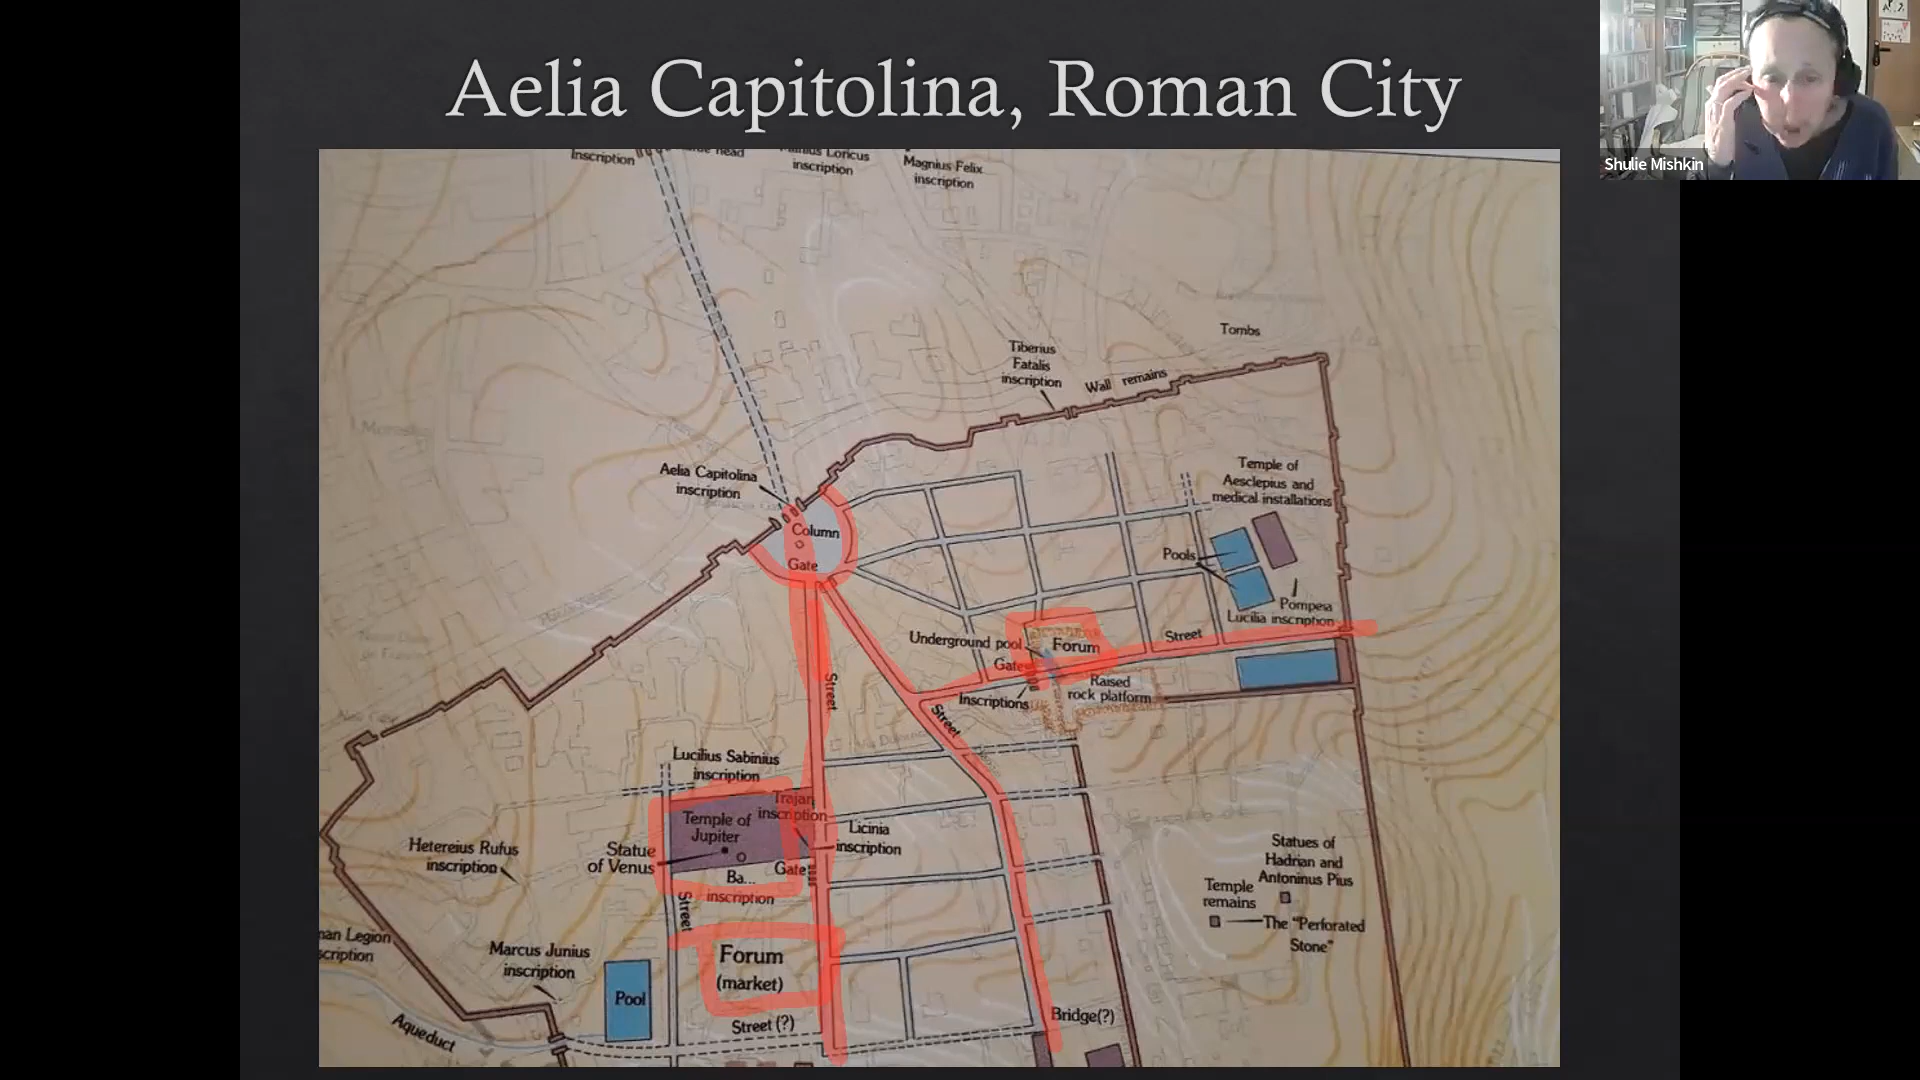 Aelia Capitolina, Roman City
Shulie Mishkin
Inscription
head
Loricus
inscription
Magnius Felix
inscription
Tombs
Tiberius
Fatalis
inscription
Wall remains
Aelia Capitolina
inscription
Temple of
Aesclepius and
medical installations
Column
Gate
Pools
Pompeia
Lucilia inscription
Underground pool
Forum
Street
Gate
Raised
rock platform
Inscriptions
Street
Street
Lucilius Sabinius
inscription
Trajan
inscription
Temple of
Jupiter
Licinia
inscription
Statue
of Venus
Hetereius Rufus
inscription
Gate
Ba...
inscription
Street
Statues of
Hadrian and
Antoninus Pius
Temple
remains
The "Perforated
Stone"
Legion
Marcus Junius
inscription
Forum
(market)
Pool
Street (?)
Bridge(?)
Aqueduct